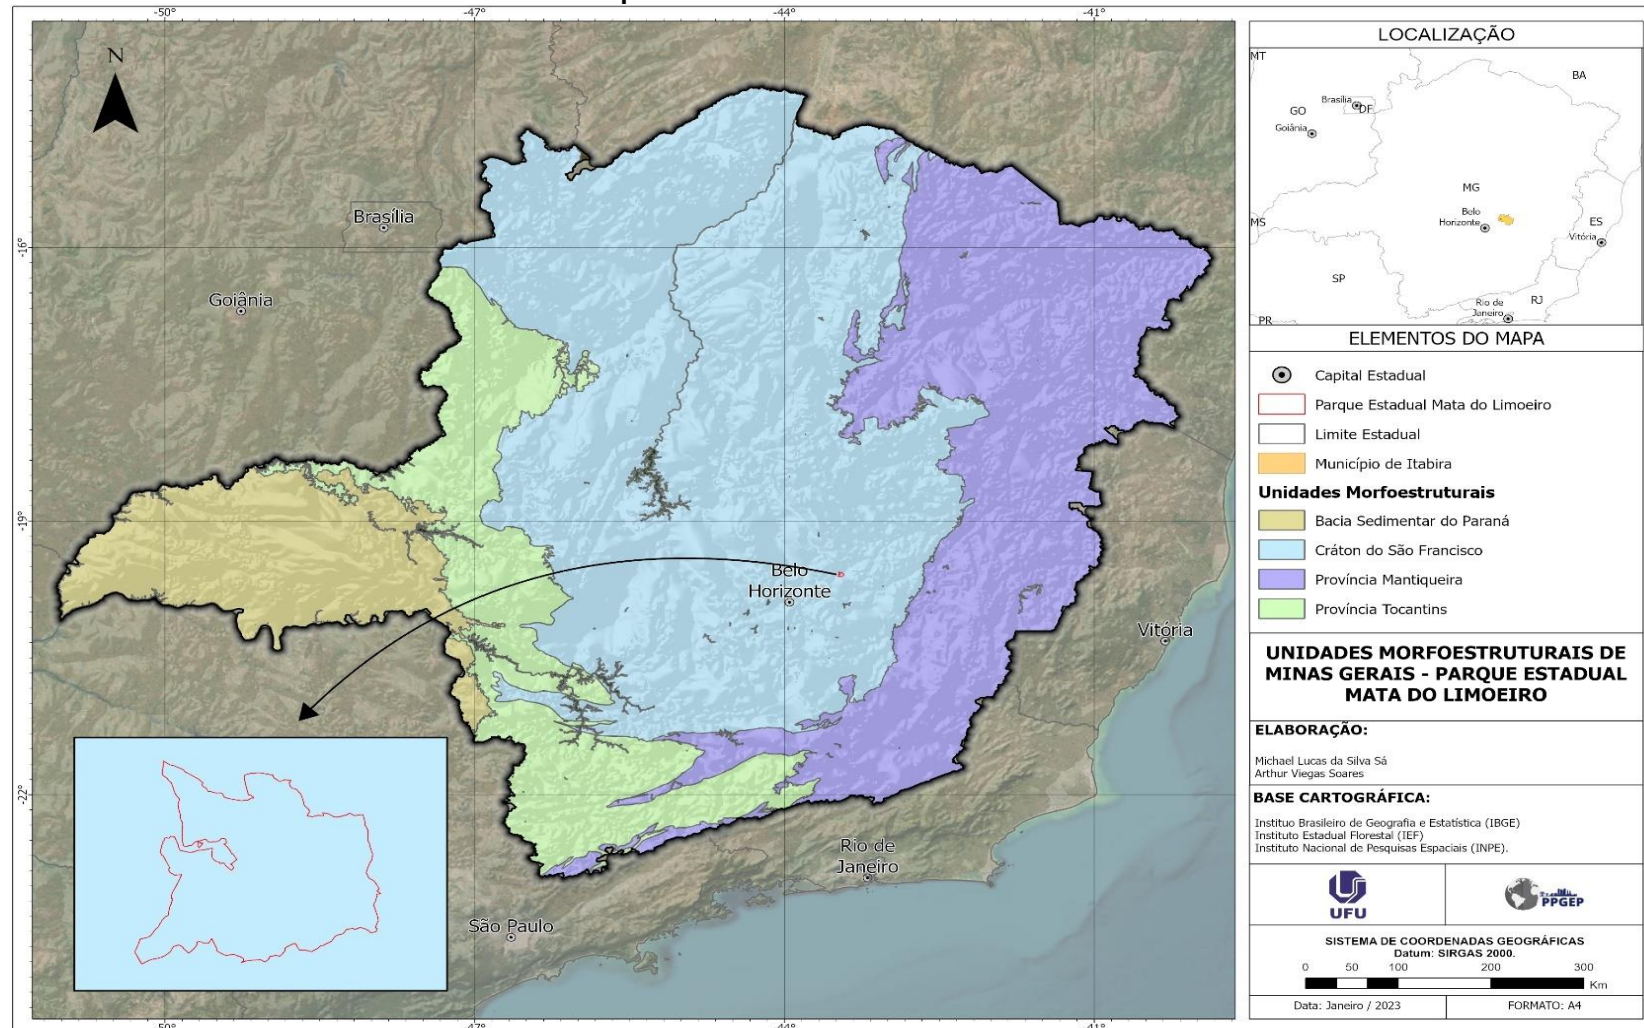 -50°
-47°
-44°
-41°
N
Brasília
-16°
Goiânia
-19°
Belo
Horizonte
Vitória
-22°
Rio de
Janeiro
São Paulo
-50°
-47°
-44°
-41°
LOCALIZAÇÃO
MT
BA
Brasília
DF
GO
Goiânia
MG
Belo
Horizonte
MS
ES
Vitória
SP
RJ
Rio de
Janeiro
PR
ELEMENTOS DO MAPA
Capital Estadual
Parque Estadual Mata do Limoeiro
Limite Estadual
Município de Itabira
Unidades Morfoestruturais
Bacia Sedimentar do Paraná
Cráton do São Francisco
Província Mantiqueira
Província Tocantins
UNIDADES MORFOESTRUTURAIS DE
MINAS GERAIS - PARQUE ESTADUAL
MATA DO LIMOEIRO
ELABORAÇÃO:
Michael Lucas da Silva Sá
Arthur Viegas Soares
BASE CARTOGRÁFICA:
Instituo Brasileiro de Geografia e Estatística (IBGE)
Instituto Estadual Florestal (IEF)
Instituto Nacional de Pesquisas Espaciais (INPE).
UFU
PPGEP
SISTEMA DE COORDENADAS GEOGRÁFICAS
Datum: SIRGAS 2000.
0 50 100 200 300
Km
Data: Janeiro / 2023
FORMATO: A4